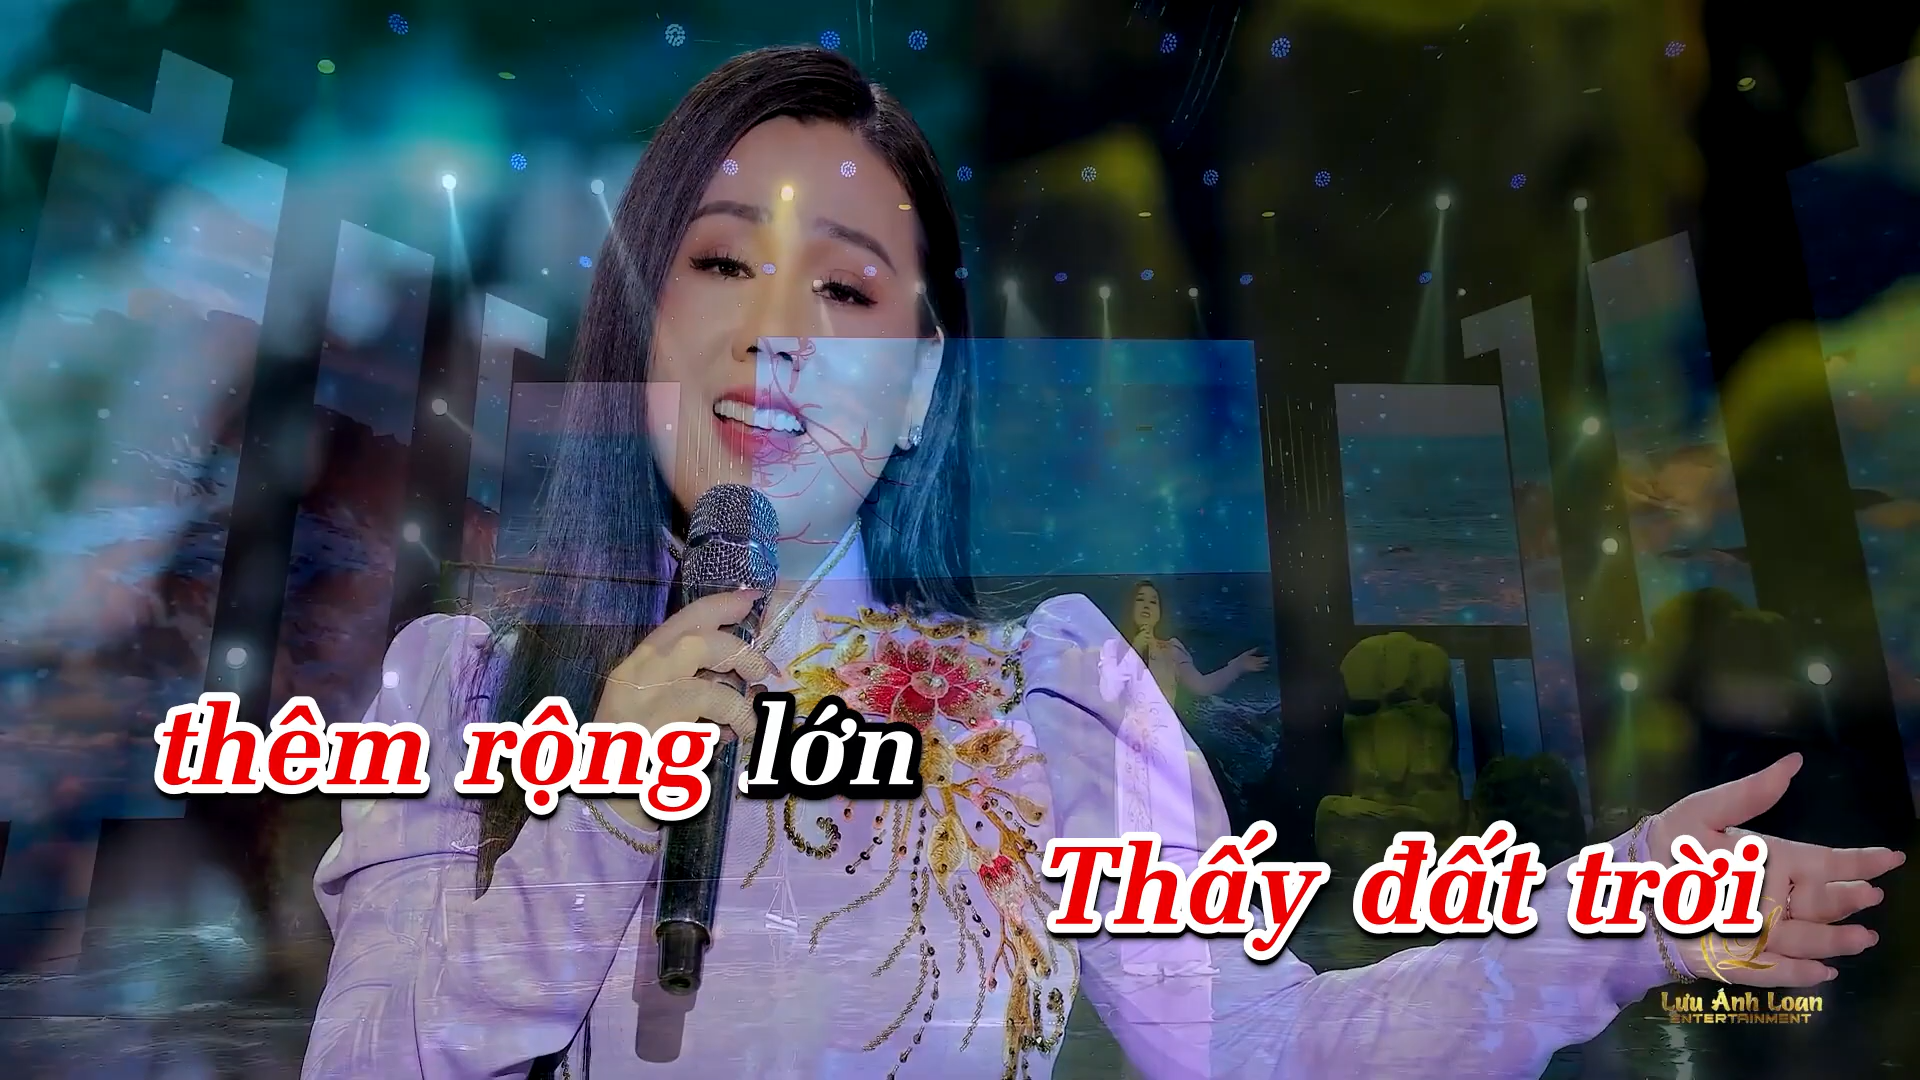 thêm rộng lớn
Thấy đất trời
Lưu Ánh Loan
ENTERTAINMENT